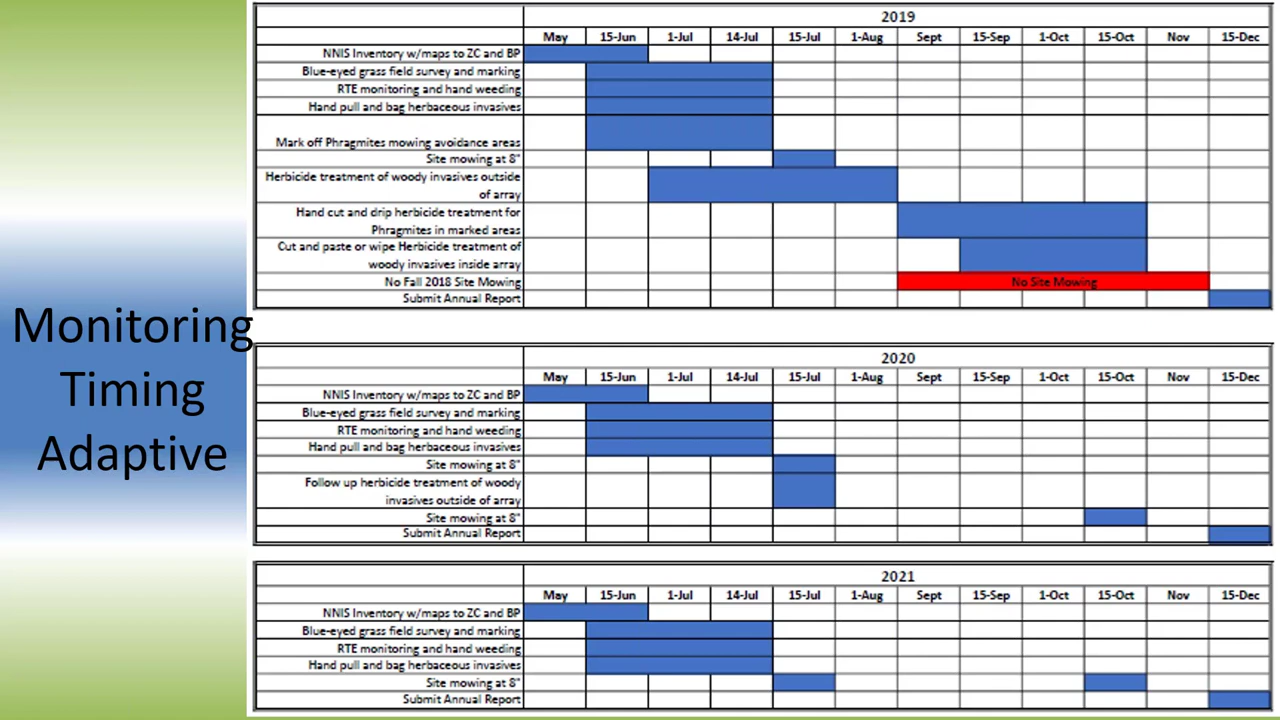 Monitoring
Timing
Adaptive
2019
May 15-Jun 1-Jul 14-Jul 15-Jul 1-Aug Sept 15-Sep 1-Oct 15-Oct Nov 15-Dec
NNIS Inventory w/maps to ZC and BP
Blue-eyed grass field survey and marking
RTE monitoring and hand weeding
Hand pull and bag herbaceous invasives
Mark off Phragmites mowing avoidance areas
Site mowing at 8"
Herbicide treatment of woody invasives outside
of array
Hand cut and drip herbicide treatment for
Phragmites in marked areas
Cut and paste or wipe Herbicide treatment of
woody invasives inside array
No Fall 2018 Site Mowing No Site Mowing
Submit Annual Report
2020
May 15-Jun 1-Jul 14-Jul 15-Jul 1-Aug Sept 15-Sep 1-Oct 15-Oct Nov 15-Dec
NNIS Inventory w/maps to ZC and BP
Blue-eyed grass field survey and marking
RTE monitoring and hand weeding
Hand pull and bag herbaceous invasives
Site mowing at 8"
Follow up herbicide treatment of woody
invasives outside of array
Site mowing at 8"
Submit Annual Report
2021
May 15-Jun 1-Jul 14-Jul 15-Jul 1-Aug Sept 15-Sep 1-Oct 15-Oct Nov 15-Dec
NNIS Inventory w/maps to ZC and BP
Blue-eyed grass field survey and marking
RTE monitoring and hand weeding
Hand pull and bag herbaceous invasives
Site mowing at 8"
Submit Annual Report